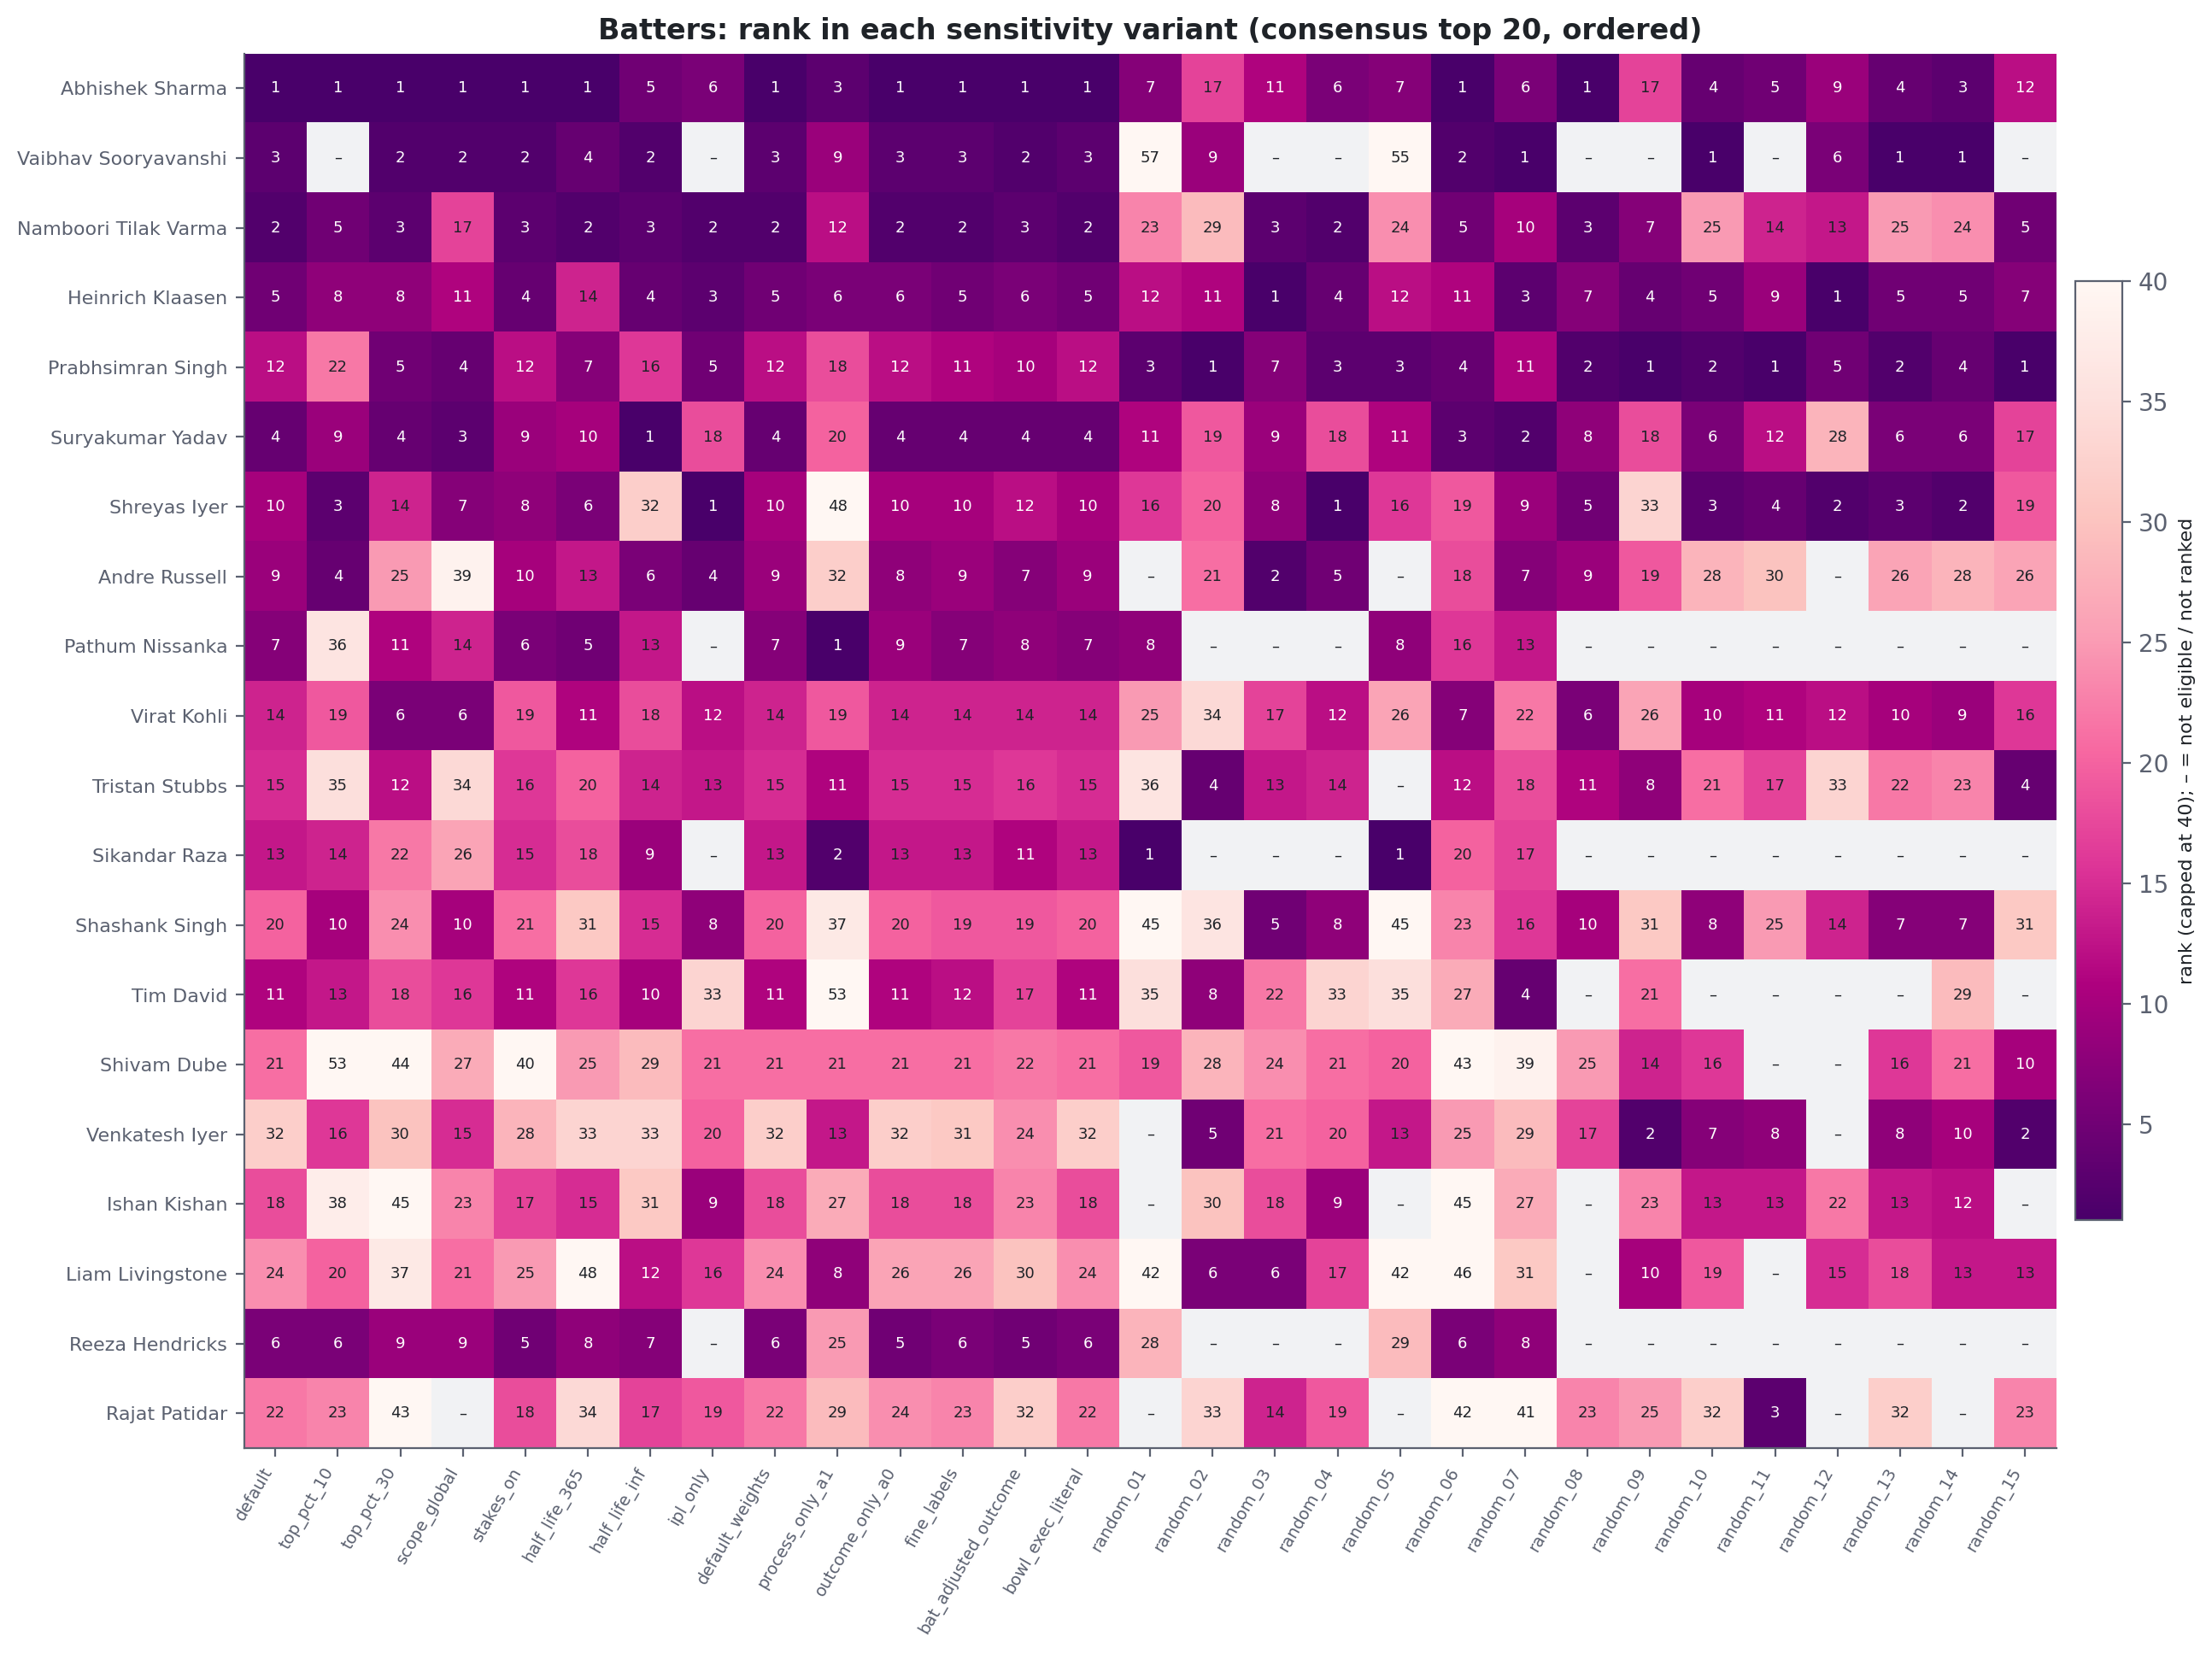 Batters: rank in each sensitivity variant (consensus top 20, ordered)
Abhishek Sharma 1 1 1 1 1 1 5 6 1 3 1 1 1 1 7 17 11 6 7 1 6 1 17 4 5 9 4 3 12
Vaibhav Sooryavanshi 3 – 2 2 2 4 2 – 3 9 3 3 2 3 57 9 – – 55 2 1 – – 1 – 6 1 1 –
Namboori Tilak Varma 2 5 3 17 3 2 3 2 2 12 2 2 3 2 23 29 3 2 24 5 10 3 7 25 14 13 25 24 5
Heinrich Klaasen 5 8 8 11 4 14 4 3 5 6 6 5 6 5 12 11 1 4 12 11 3 7 4 5 9 1 5 5 7
Prabhsimran Singh 12 22 5 4 12 7 16 5 12 18 12 11 10 12 3 1 7 3 3 4 11 2 1 2 1 5 2 4 1
Suryakumar Yadav 4 9 4 3 9 10 1 18 4 20 4 4 4 4 11 19 9 18 11 3 2 8 18 6 12 28 6 6 17
Shreyas Iyer 10 3 14 7 8 6 32 1 10 48 10 10 12 10 16 20 8 1 16 19 9 5 33 3 4 2 3 2 19
Andre Russell 9 4 25 39 10 13 6 4 9 32 8 9 7 9 – 21 2 5 – 18 7 9 19 28 30 – 26 28 26
Pathum Nissanka 7 36 11 14 6 5 13 – 7 1 9 7 8 7 8 – – – 8 16 13 – – – – – – – –
Virat Kohli 14 19 6 6 19 11 18 12 14 19 14 14 14 14 25 34 17 12 26 7 22 6 26 10 11 12 10 9 16
Tristan Stubbs 15 35 12 34 16 20 14 13 15 11 15 15 16 15 36 4 13 14 – 12 18 11 8 21 17 33 22 23 4
Sikandar Raza 13 14 22 26 15 18 9 – 13 2 13 13 11 13 1 – – – 1 20 17 – – – – – – – –
Shashank Singh 20 10 24 10 21 31 15 8 20 37 20 19 19 20 45 36 5 8 45 23 16 10 31 8 25 14 7 7 31
Tim David 11 13 18 16 11 16 10 33 11 53 11 12 17 11 35 8 22 33 35 27 4 – 21 – – – – 29 –
Shivam Dube 21 53 44 27 40 25 29 21 21 21 21 21 22 21 19 28 24 21 20 43 39 25 14 16 – – 16 21 10
Venkatesh Iyer 32 16 30 15 28 33 33 20 32 13 32 31 24 32 – 5 21 20 13 25 29 17 2 7 8 – 8 10 2
Ishan Kishan 18 38 45 23 17 15 31 9 18 27 18 18 23 18 – 30 18 9 – 45 27 – 23 13 13 22 13 12 –
Liam Livingstone 24 20 37 21 25 48 12 16 24 8 26 26 30 24 42 6 6 17 42 46 31 – 10 19 – 15 18 13 13
Reeza Hendricks 6 6 9 9 5 8 7 – 6 25 5 6 5 6 28 – – – 29 6 8 – – – – – – – –
Rajat Patidar 22 23 43 – 18 34 17 19 22 29 24 23 32 22 – 33 14 19 – 42 41 23 25 32 3 – 32 – 23
default top_pct_10 top_pct_30 scope_global stakes_on half_life_365 half_life_inf ipl_only default_weights process_only_a1 outcome_only_a0 fine_labels bat_adjusted_outcome bowl_exec_literal random_01 random_02 random_03 random_04 random_05 random_06 random_07 random_08 random_09 random_10 random_11 random_12 random_13 random_14 random_15
40
35
30
25
20
15
10
5
rank (capped at 40); – = not eligible / not ranked